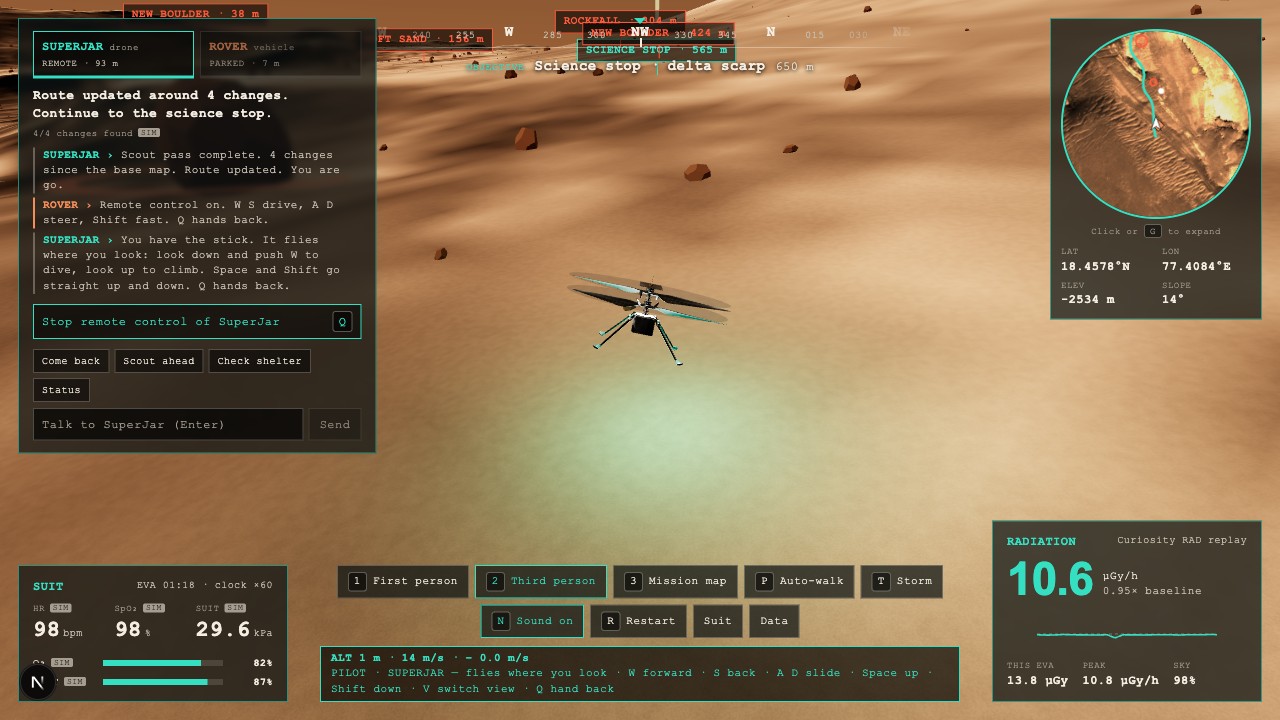 NEW BOULDER · 38 m
SUPERJAR drone
REMOTE · 93 m
ROVER vehicle
PARKED · 7 m
Route updated around 4 changes.
Continue to the science stop.
4/4 changes found SIM
SUPERJAR › Scout pass complete. 4 changes
since the base map. Route updated. You are
go.
ROVER › Remote control on. W S drive, A D
steer, Shift fast. Q hands back.
SUPERJAR › You have the stick. It flies
where you look: look down and push W to
dive, look up to climb. Space and Shift go
straight up and down. Q hands back.
Stop remote control of SuperJar Q
Come back
Scout ahead
Check shelter
Status
Talk to SuperJar (Enter)
Send
FT SAND · 156 m
240 255 W 285 300 NW 330 345 N 015 030 NE
ROCKFALL
NEW BOULDER · 424 m
SCIENCE STOP · 565 m
Science stop · delta scarp 650 m
Click or G to expand
LAT
18.4578°N
LON
77.4084°E
ELEV
−2534 m
SLOPE
14°
SUIT
EVA 01:18 · clock ×60
HR SIM
98 bpm
SpO₂ SIM
98 %
SUIT SIM
29.6 kPa
SIM 82%
SIM 87%
N
1 First person
2 Third person
3 Mission map
P Auto-walk
T Storm
N Sound on
R Restart
Suit
Data
ALT 1 m · 14 m/s · − 0.0 m/s
PILOT · SUPERJAR — flies where you look · W forward · S back · A D slide · Space up ·
Shift down · V switch view · Q hand back
RADIATION
Curiosity RAD replay
10.6 µGy/h
0.95× baseline
THIS EVA
13.8 µGy
PEAK
10.8 µGy/h
SKY
98%